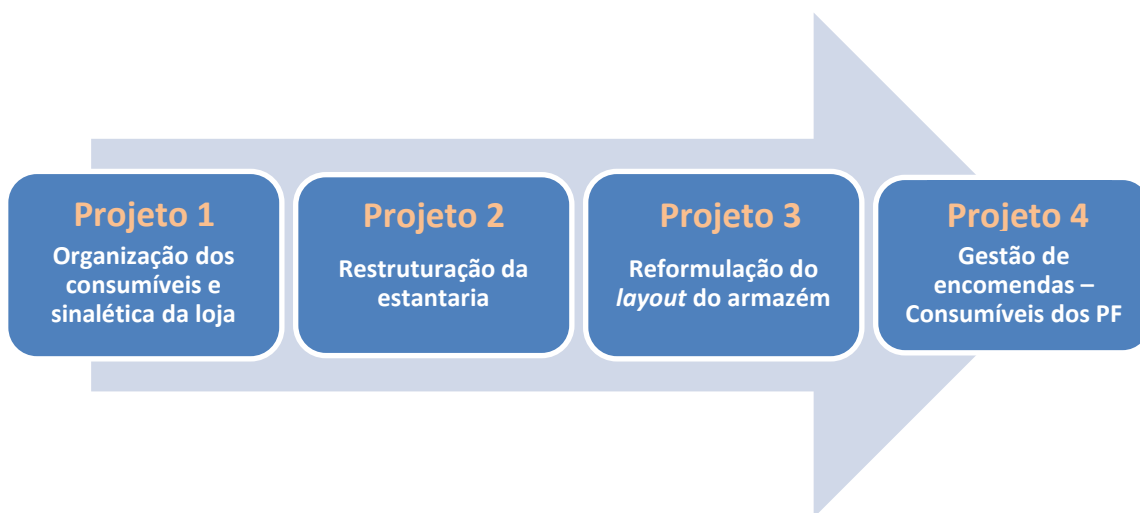 Projeto 1
Organização dos
consumíveis e
sinalética da loja
Projeto 2
Restruturação da
estantaria
Projeto 3
Reformulação do
layout do armazém
Projeto 4
Gestão de
encomendas –
Consumíveis dos PF